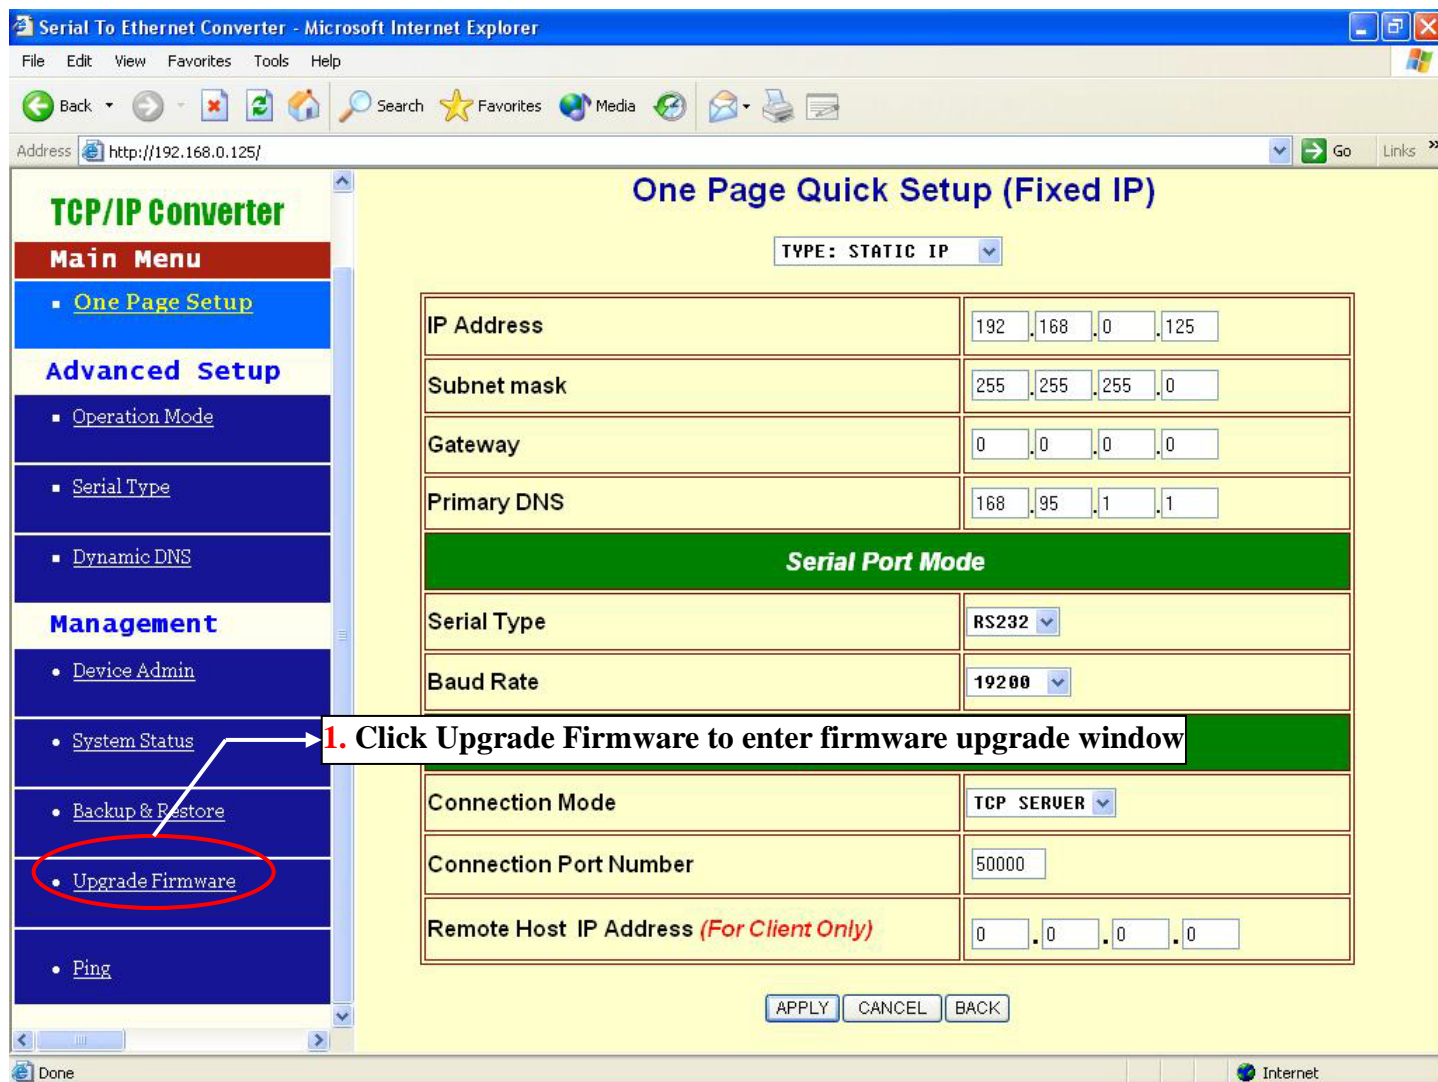 Serial To Ethernet Converter - Microsoft Internet Explorer
File Edit View Favorites Tools Help
Back Search Favorites Media
Address http://192.168.0.125/ Go Links »
TCP/IP Converter
Main Menu
One Page Setup
Advanced Setup
Operation Mode
Serial Type
Dynamic DNS
Management
Device Admin
System Status
Backup & Restore
Upgrade Firmware
Ping
One Page Quick Setup (Fixed IP)
TYPE: STATIC IP
IP Address 192 .168 .0 .125
Subnet mask 255 .255 .255 .0
Gateway 0 .0 .0 .0
Primary DNS 168 .95 .1 .1
Serial Port Mode
Serial Type RS232
Baud Rate 19200
1. Click Upgrade Firmware to enter firmware upgrade window
Connection Mode TCP SERVER
Connection Port Number 50000
Remote Host IP Address (For Client Only) 0 .0 .0 .0
APPLY CANCEL BACK
Done Internet